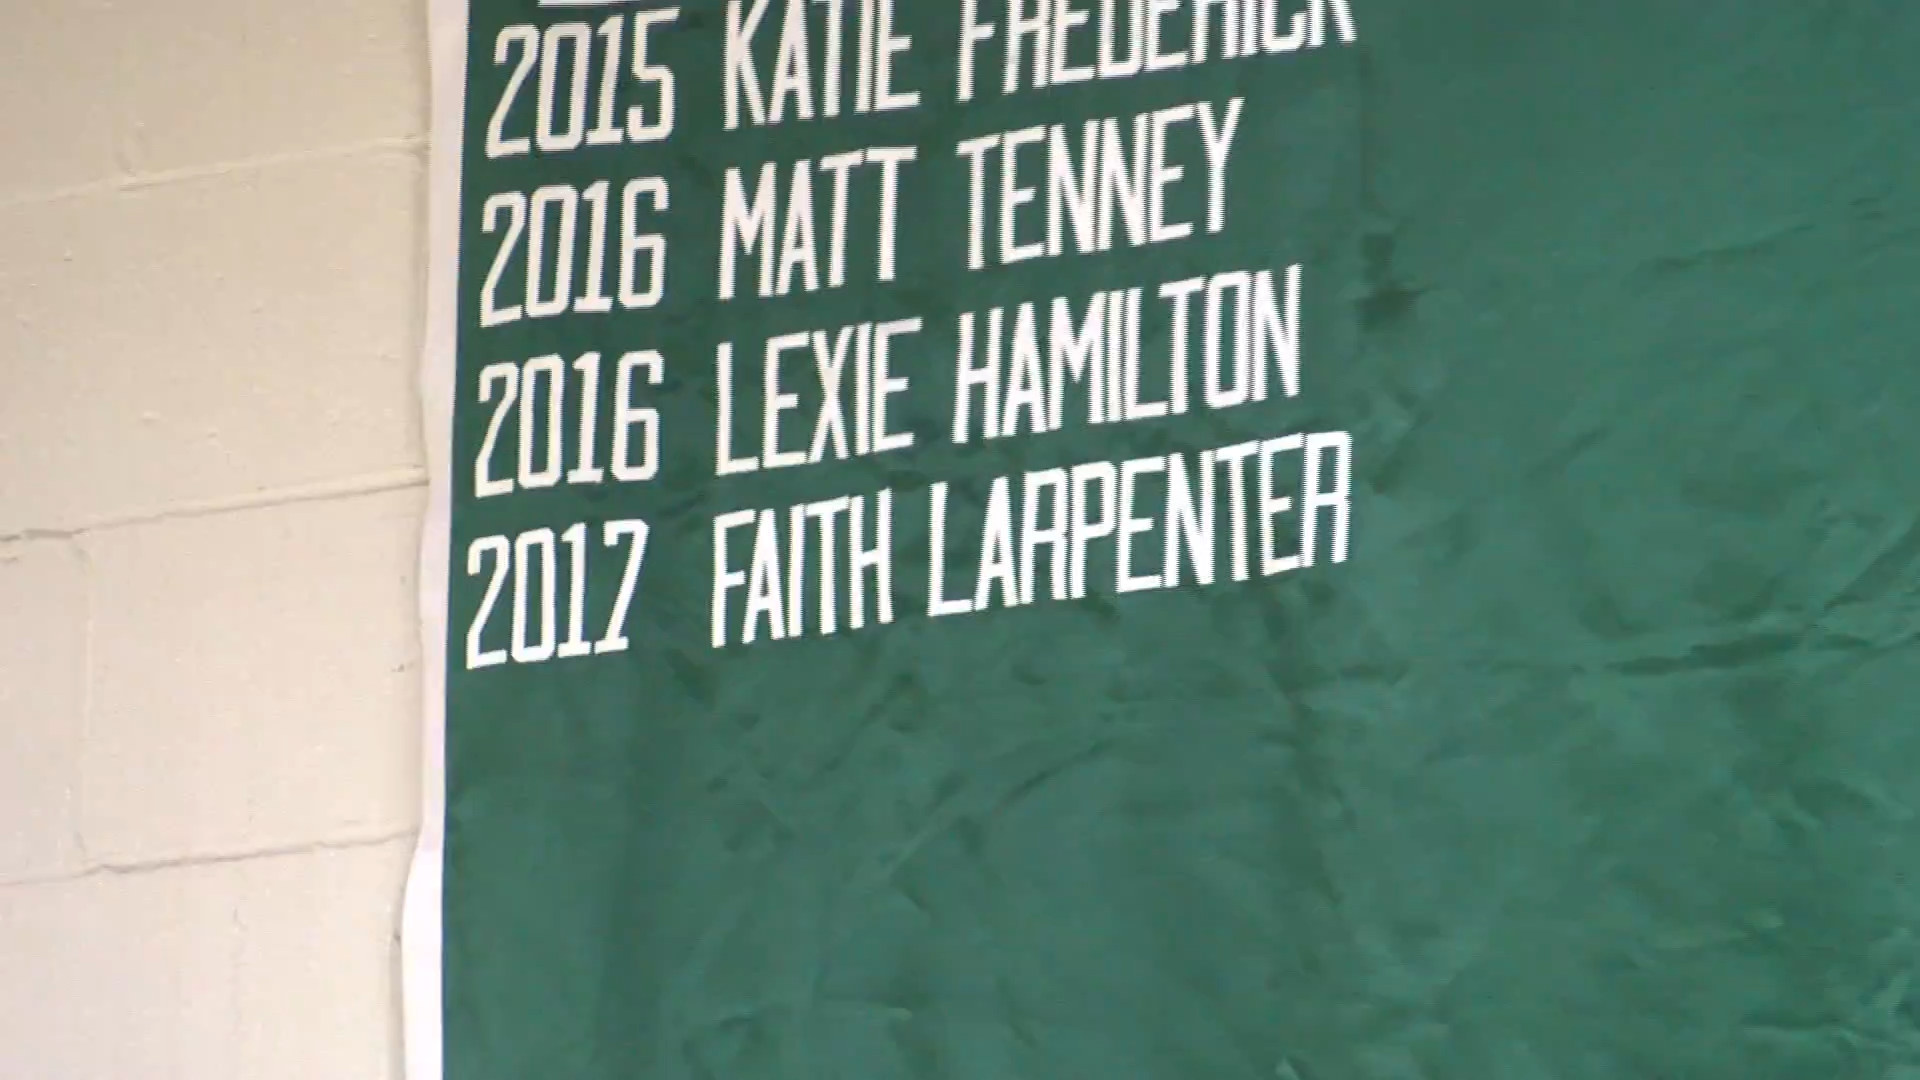 2015 KATIE FREDERICK
2016 MATT TENNEY
2016 LEXIE HAMILTON
2017 FAITH LARPENTER